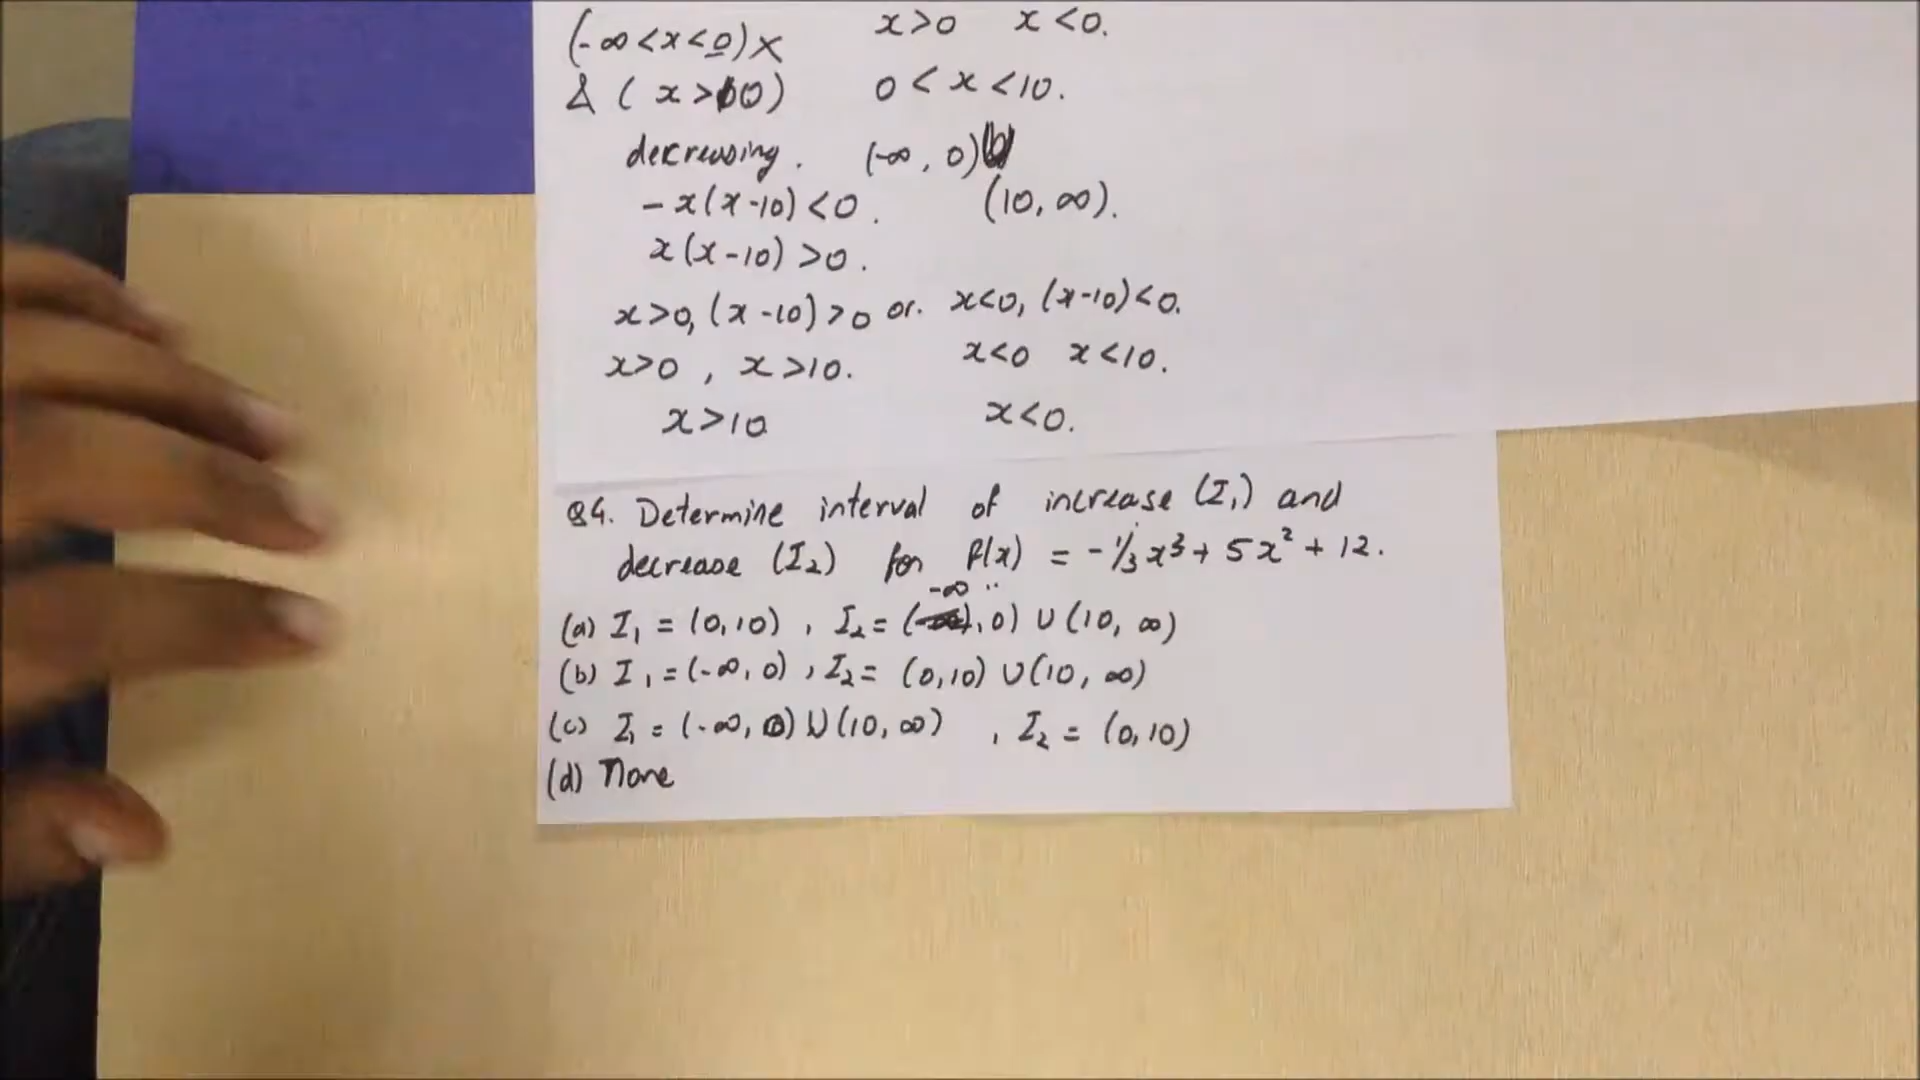 (-∞<x<0)×
x>0 x<0.
& (x>10)
0<x<10.
decreasing. (-∞, 0)
-x(x-10)<0.
(10, ∞).
x(x-10)>0.
x>0, (x-10)>0 or. x<0, (x-10)<0.
x>0, x>10.
x<0 x<10.
x>10
x<0.
Q4. Determine interval of increase (I₁) and
decrease (I₂) for f(x) = -1/3x³+5x²+12.
(a) I₁ = (0,10), I₂ = (-∞,0) ∪ (10, ∞)
(b) I₁ = (-∞, 0), I₂ = (0,10) ∪ (10, ∞)
(c) I₁ = (-∞, 0) ∪ (10, ∞), I₂ = (0,10)
(d) None